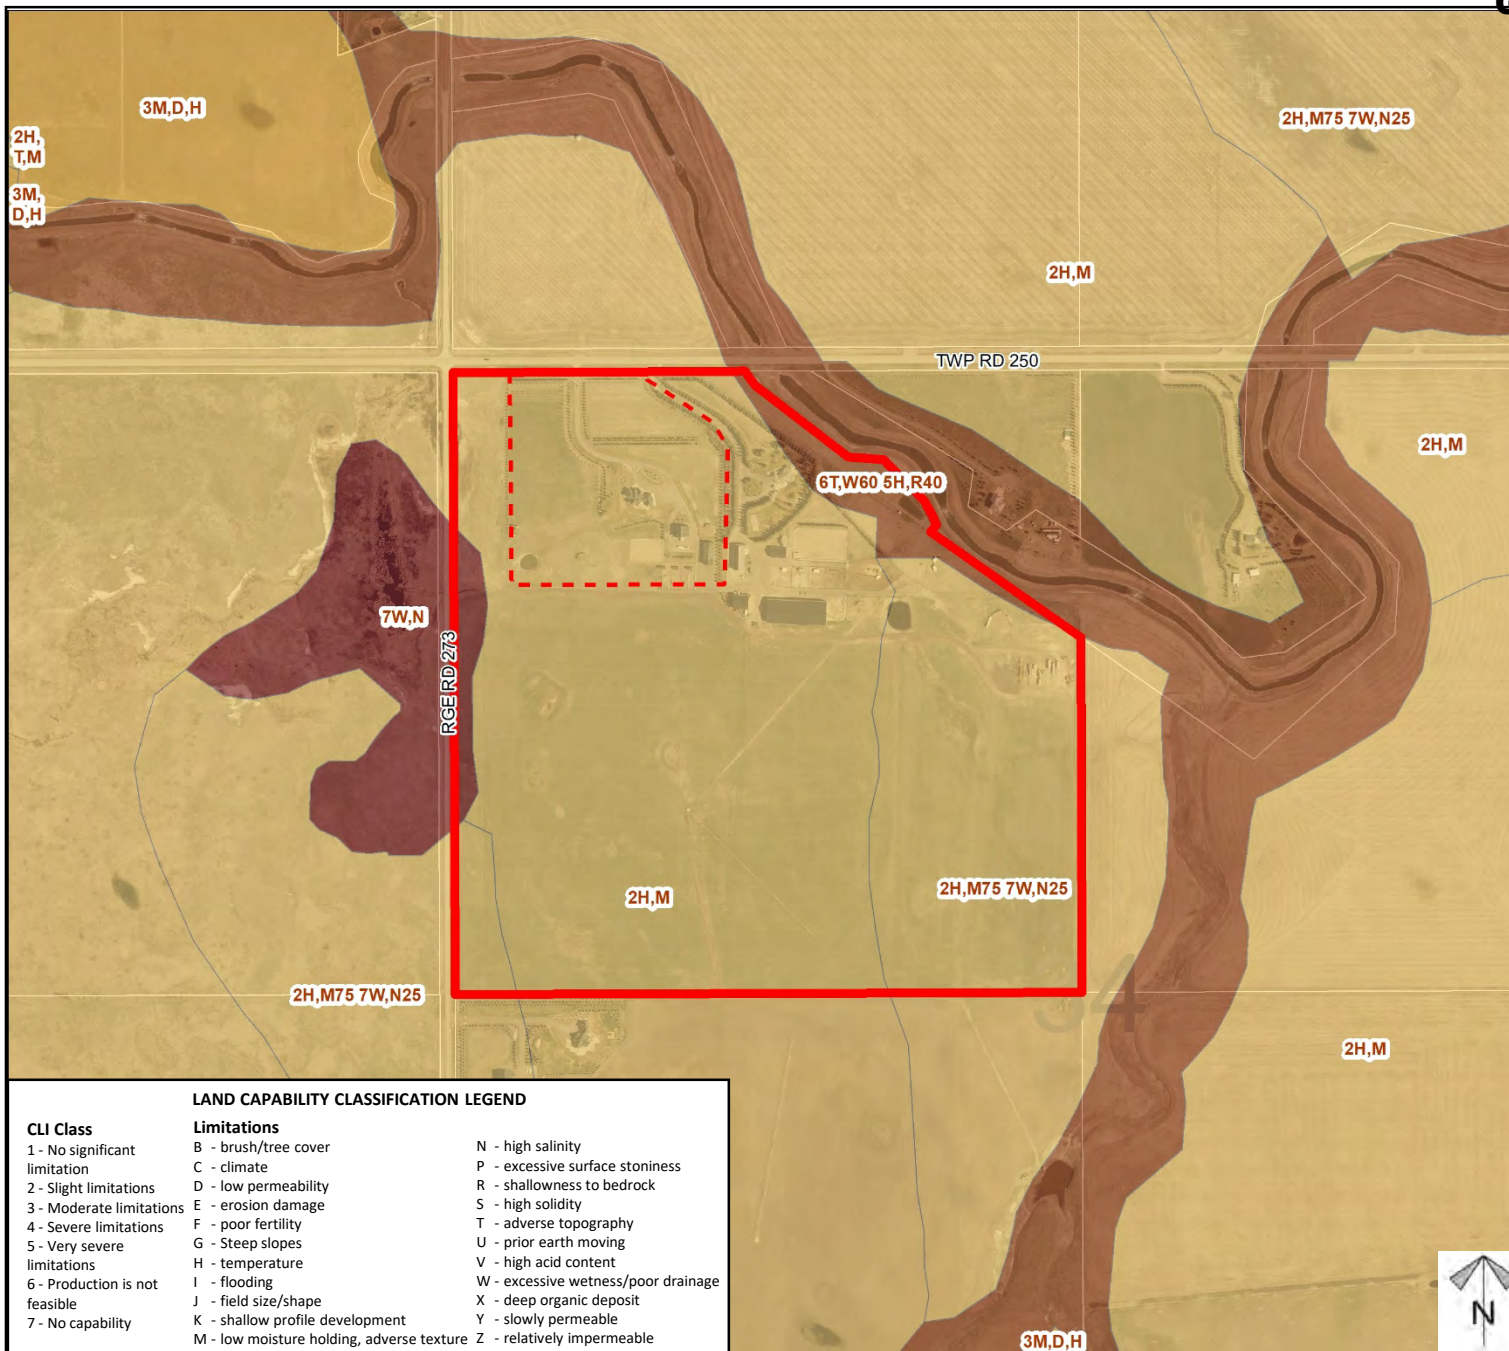 3M,D,H
2H,
T,M
3M,
D,H
2H,M75 7W,N25
2H,M
TWP RD 250
2H,M
6T,W60 5H,R40
7W,N
RGE RD 273
2H,M
2H,M75 7W,N25
2H,M75 7W,N25
34
2H,M
3M,D,H
N
LAND CAPABILITY CLASSIFICATION LEGEND
CLI Class
1 - No significant
limitation
2 - Slight limitations
3 - Moderate limitations
4 - Severe limitations
5 - Very severe
limitations
6 - Production is not
feasible
7 - No capability
Limitations
B - brush/tree cover
C - climate
D - low permeability
E - erosion damage
F - poor fertility
G - Steep slopes
H - temperature
I - flooding
J - field size/shape
K - shallow profile development
M - low moisture holding, adverse texture
N - high salinity
P - excessive surface stoniness
R - shallowness to bedrock
S - high solidity
T - adverse topography
U - prior earth moving
V - high acid content
W - excessive wetness/poor drainage
X - deep organic deposit
Y - slowly permeable
Z - relatively impermeable